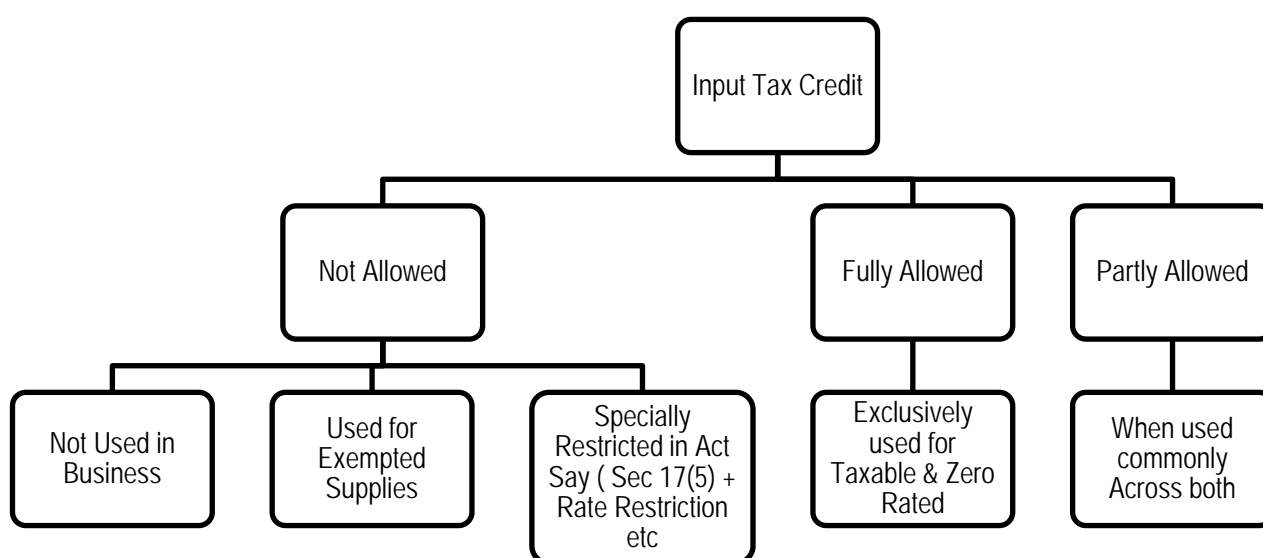 Input Tax Credit
Not Allowed
Fully Allowed
Partly Allowed
Not Used in
Business
Used for
Exempted
Supplies
Specially
Restricted in Act
Say ( Sec 17(5) +
Rate Restriction
etc
Exclusively
used for
Taxable & Zero
Rated
When used
commonly
Across both